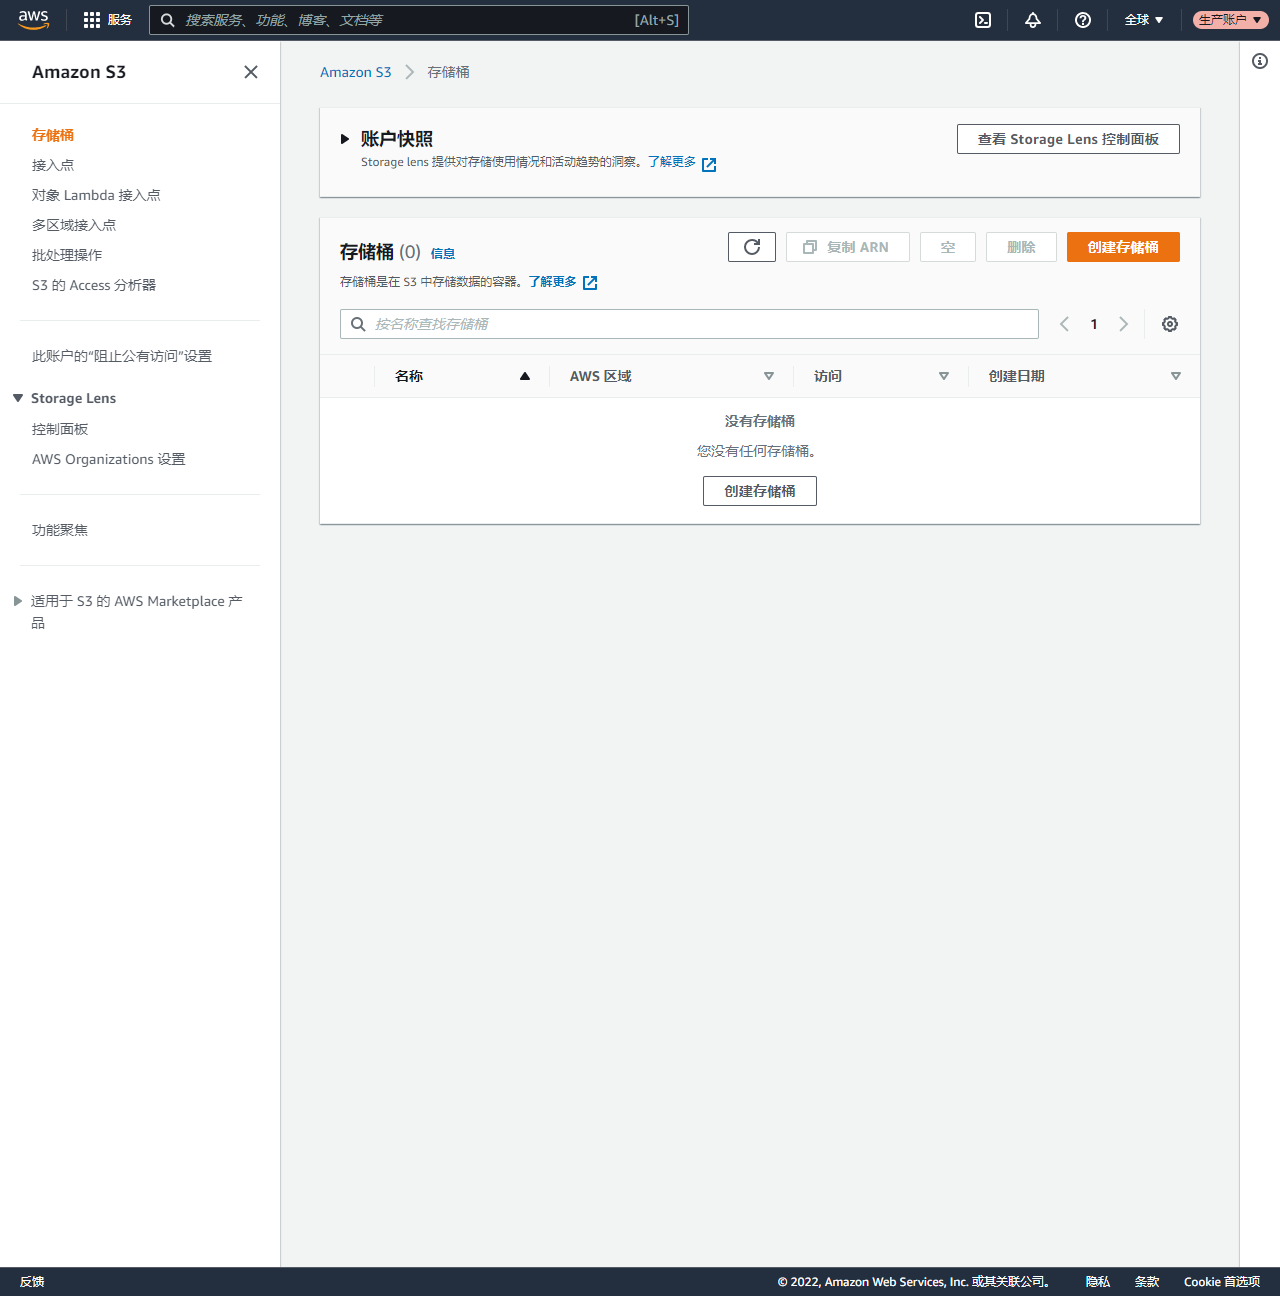 aws
服务
搜索服务、功能、博客、文档等
[Alt+S]
全球
生产账户
Amazon S3
存储桶
接入点
对象 Lambda 接入点
多区域接入点
批处理操作
S3 的 Access 分析器
此账户的“阻止公有访问”设置
Storage Lens
控制面板
AWS Organizations 设置
功能聚焦
适用于 S3 的 AWS Marketplace 产
品
Amazon S3 存储桶
账户快照
查看 Storage Lens 控制面板
Storage lens 提供对存储使用情况和活动趋势的洞察。了解更多
存储桶 (0) 信息
复制 ARN
空
删除
创建存储桶
存储桶是在 S3 中存储数据的容器。了解更多
按名称查找存储桶
1
名称 AWS 区域 访问 创建日期
没有存储桶
您没有任何存储桶。
创建存储桶
反馈
© 2022, Amazon Web Services, Inc. 或其关联公司。
隐私
条款
Cookie 首选项